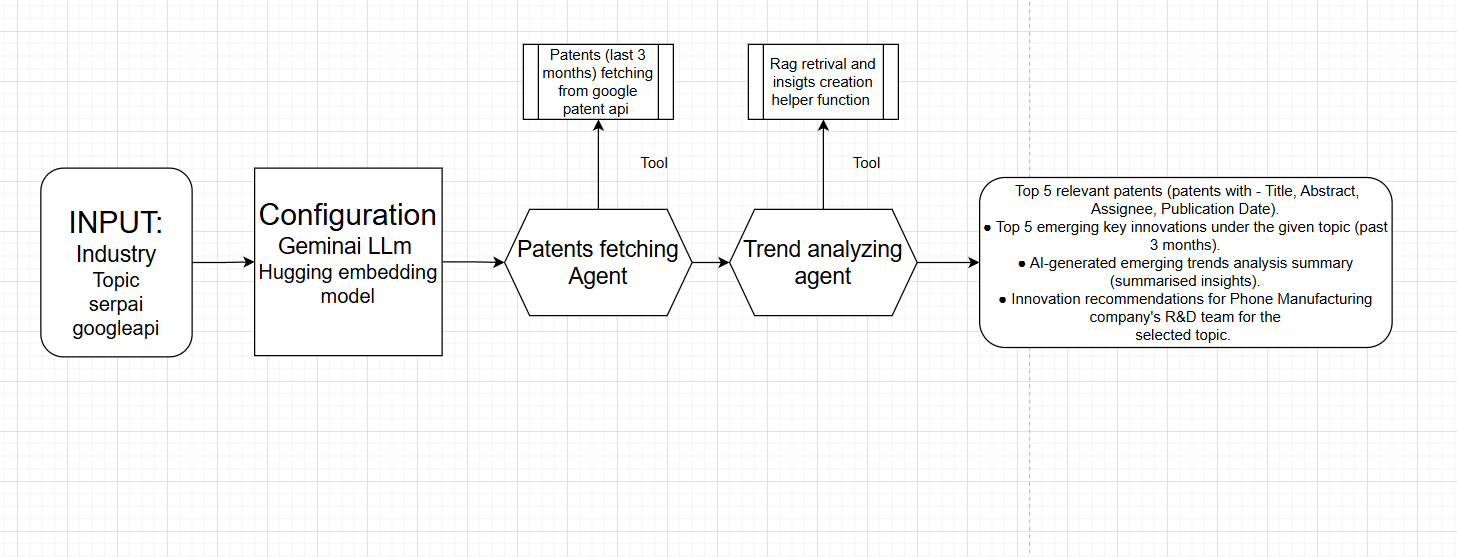 Patents (last 3
months) fetching
from google
patent api
Rag retrival and
insigts creation
helper function
Tool
Tool
INPUT:
Industry
Topic
serpai
googleapi
Configuration
Geminai LLm
Hugging embedding
model
Patents fetching
Agent
Trend analyzing
agent
Top 5 relevant patents (patents with - Title, Abstract,
Assignee, Publication Date).
● Top 5 emerging key innovations under the given topic (past
3 months).
● AI-generated emerging trends analysis summary
(summarised insights).
● Innovation recommendations for Phone Manufacturing
company's R&D team for the
selected topic.